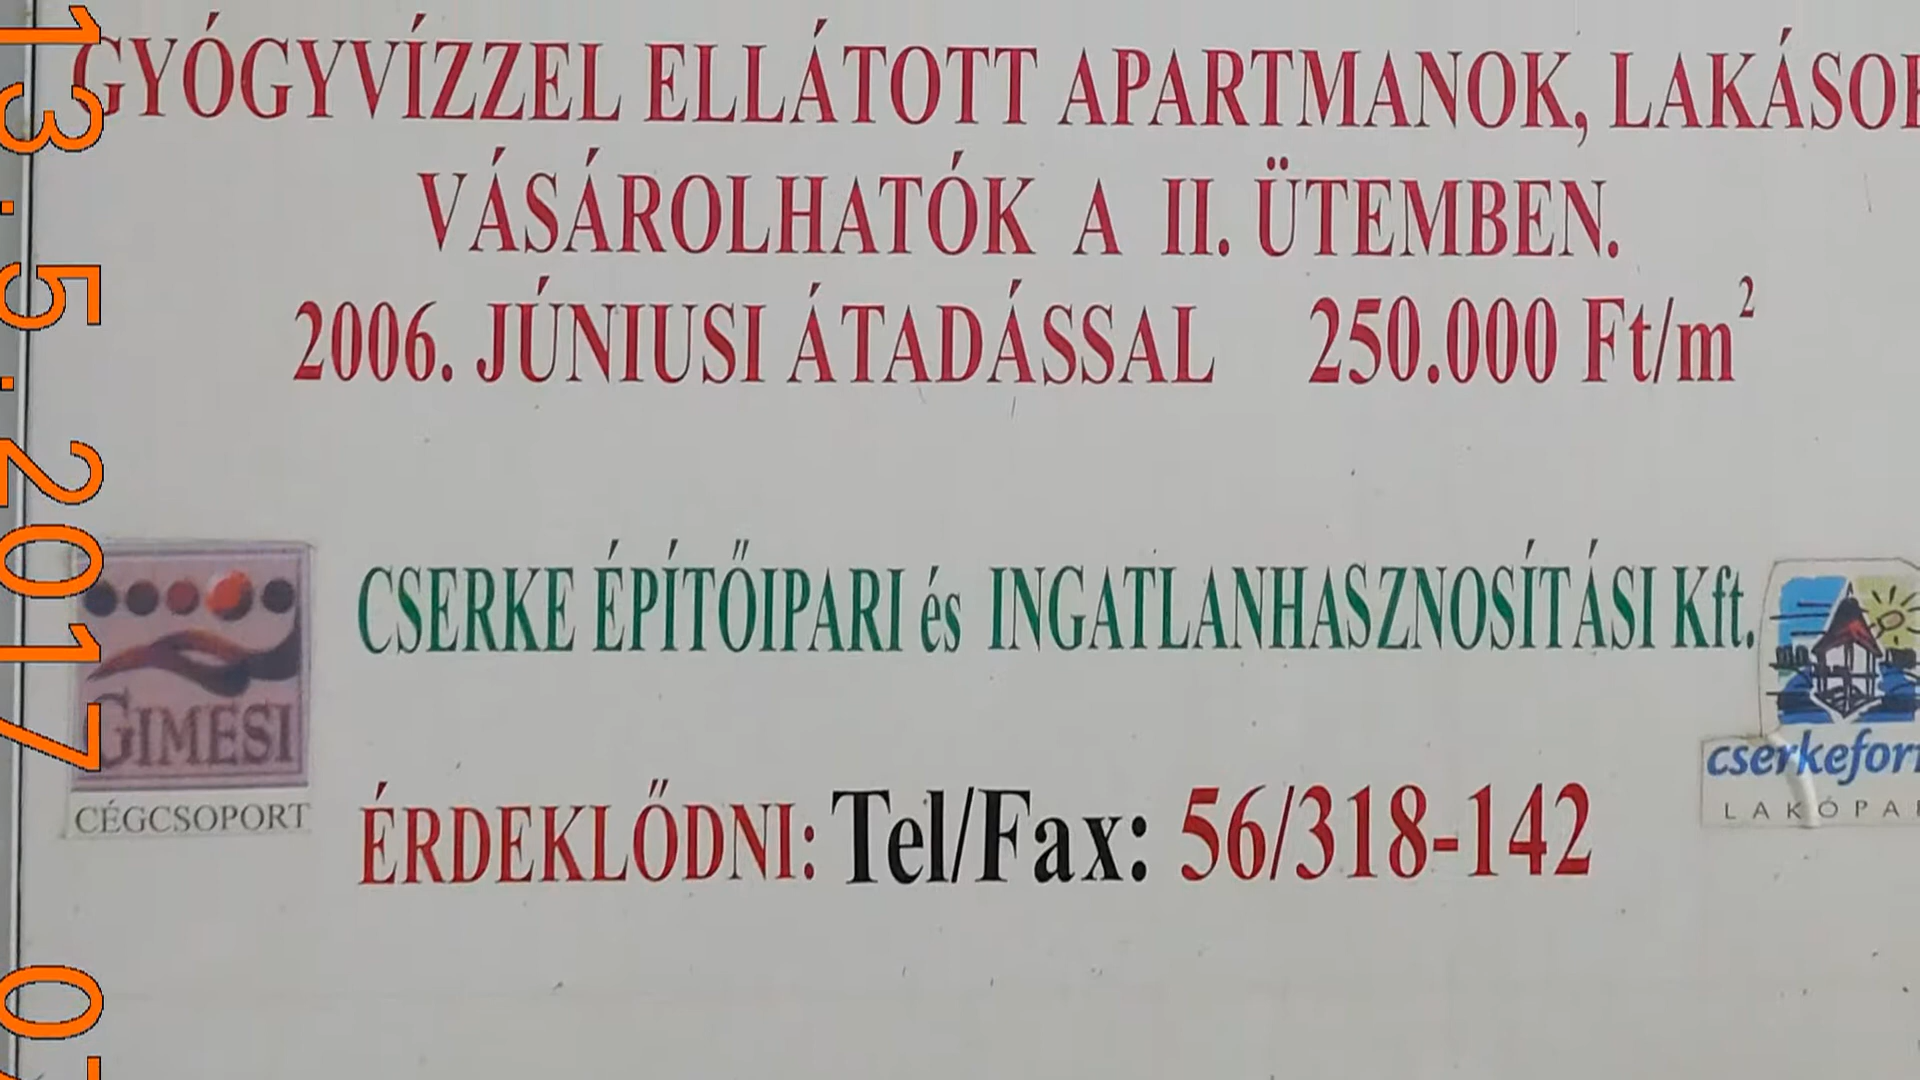 GYÓGYVÍZZEL ELLÁTOTT APARTMANOK,
VÁSÁROLHATÓK A II. ÜTEMBEN.
2006. JÚNIUSI ÁTADÁSSAL 250.000 Ft/m²
CSERKE ÉPÍTŐIPARI és INGATLANHASZNOSÍTÁSI Kft.
GIMESI
CÉGCSOPORT
ÉRDEKLŐDNI: Tel/Fax: 56/318-142
13.5.2017